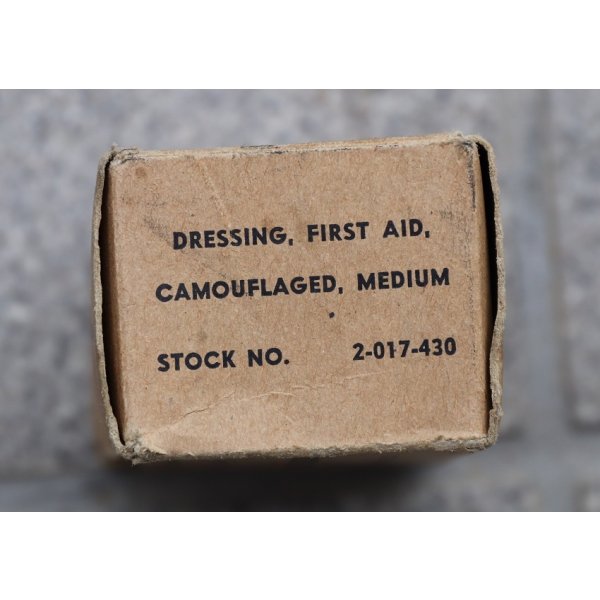 DRESSING, FIRST AID,
CAMOUFLAGED, MEDIUM
STOCK NO. 2-017-430